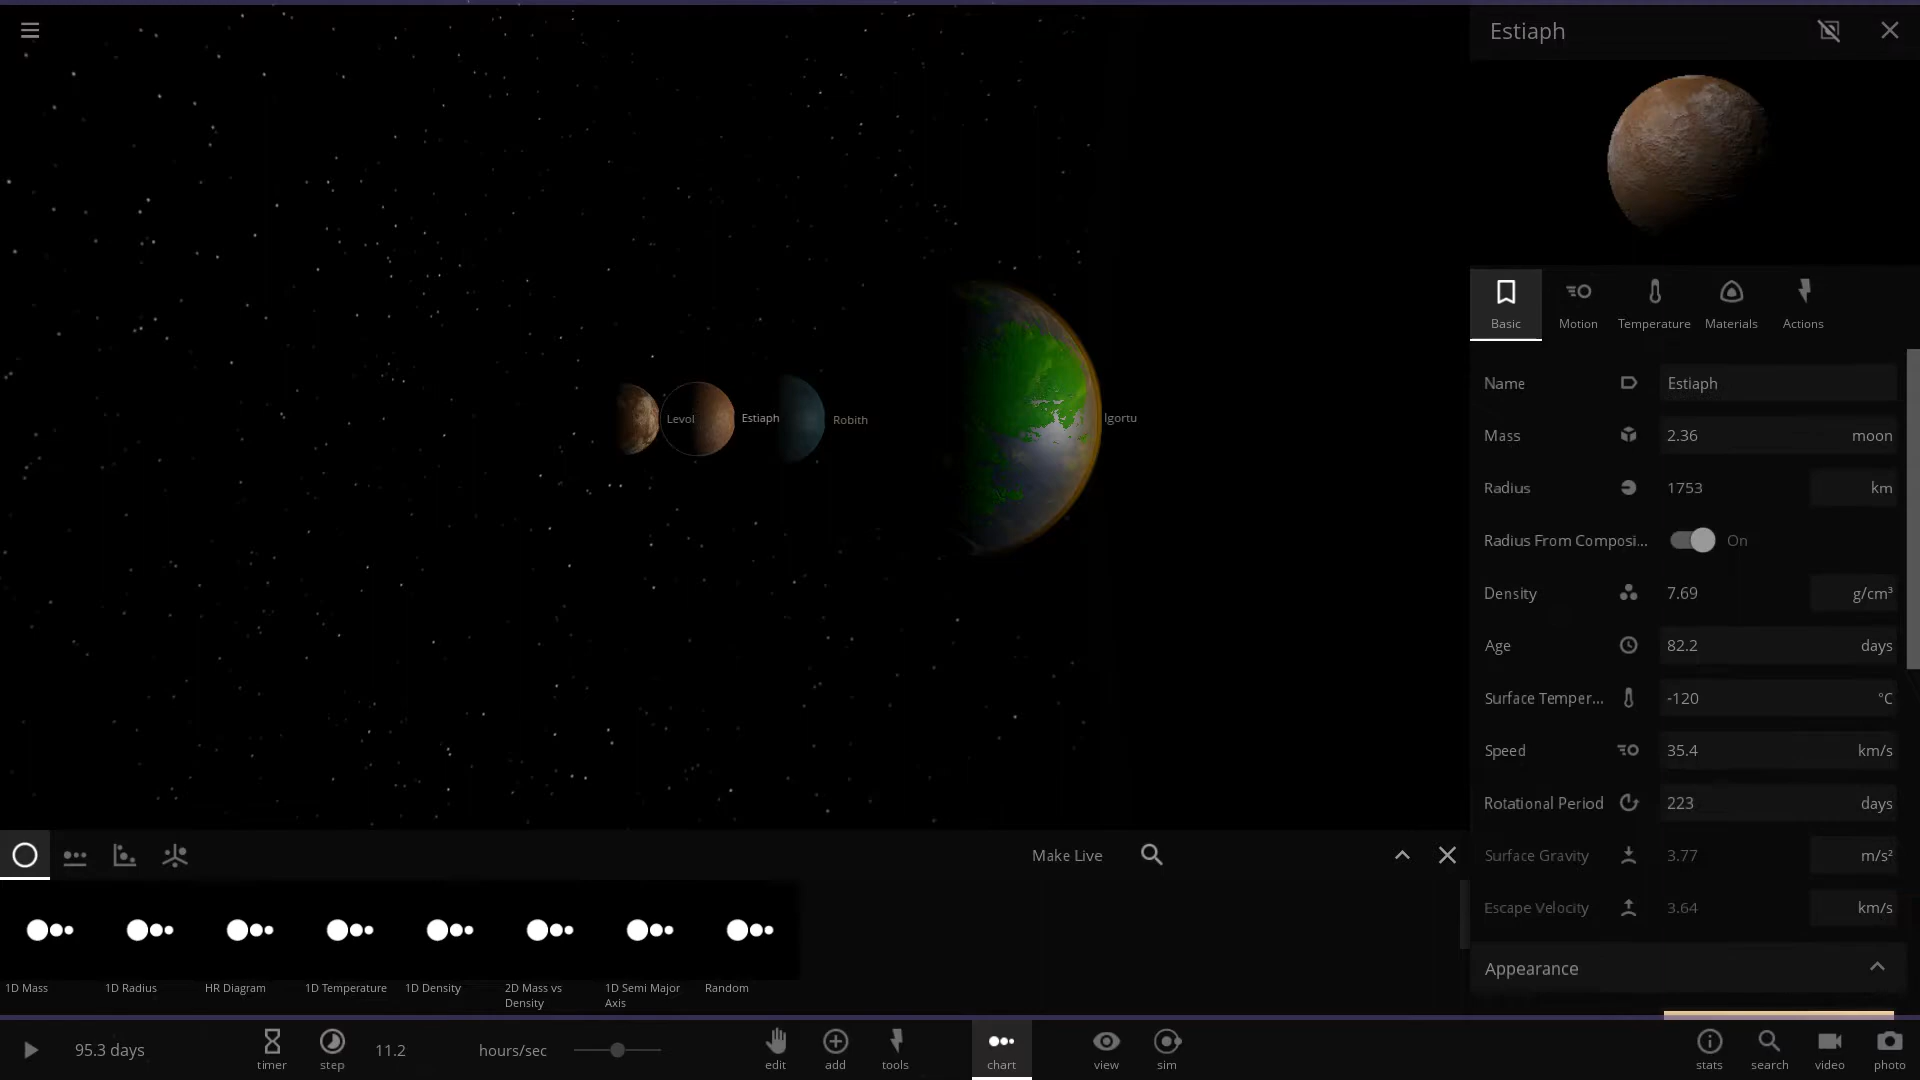 Estiaph
Levol
Estiaph
Robith
Igortu
Basic
Motion
Temperature
Materials
Actions
Name Estiaph
Mass 2.36 moon
Radius 1753 km
Radius From Composi... On
Density 7.69 g/cm³
Age 82.2 days
Surface Temper... -120 °C
Speed 35.4 km/s
Rotational Period 223 days
Surface Gravity 3.77 m/s²
Escape Velocity 3.64 km/s
Appearance
Make Live
1D Mass
1D Radius
HR Diagram
1D Temperature
1D Density
2D Mass vs
Density
1D Semi Major
Axis
Random
95.3 days
timer
step
11.2 hours/sec
edit
add
tools
chart
view
sim
stats
search
video
photo